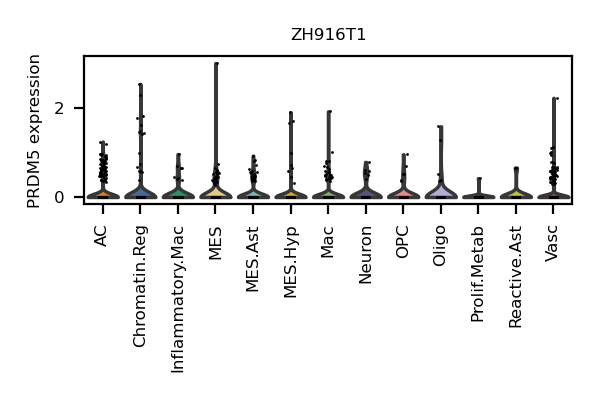 ZH916T1
PRDM5 expression
2
0
AC
Chromatin.Reg
Inflammatory.Mac
MES
MES.Ast
MES.Hyp
Mac
Neuron
OPC
Oligo
Prolif.Metab
Reactive.Ast
Vasc